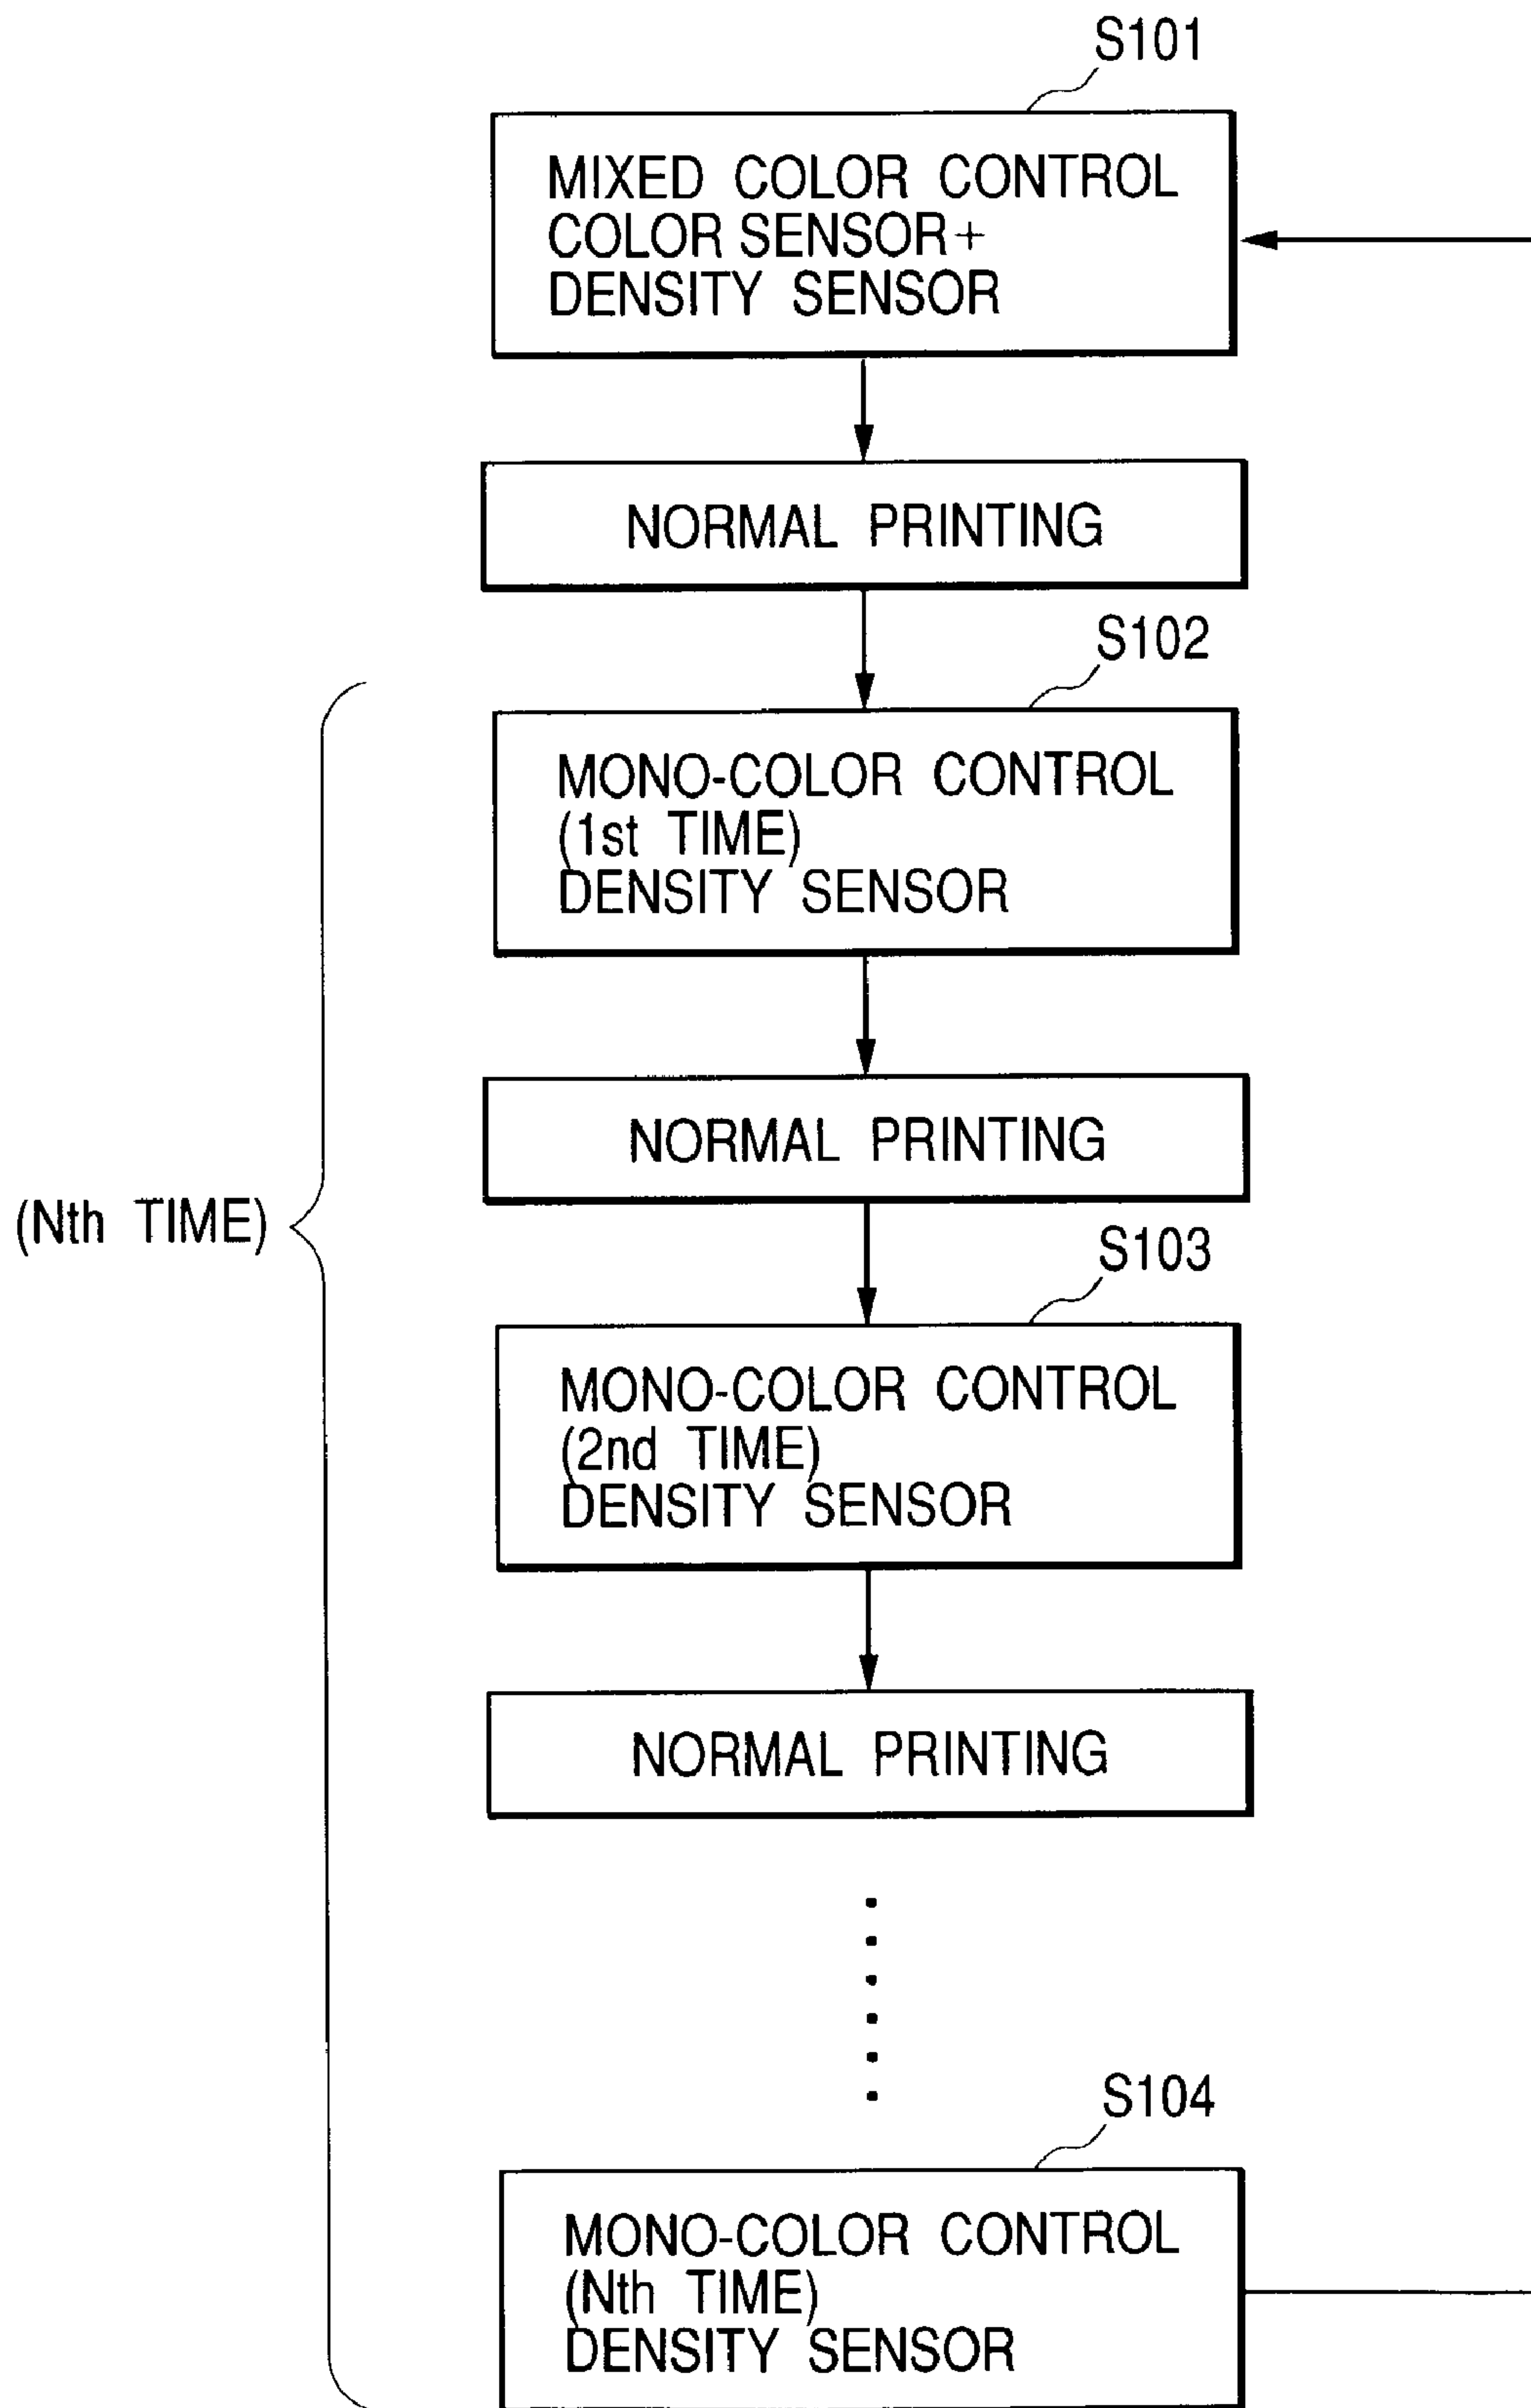 S101
MIXED COLOR CONTROL
COLOR SENSOR+
DENSITY SENSOR
NORMAL PRINTING
S102
MONO-COLOR CONTROL
(1st TIME)
DENSITY SENSOR
NORMAL PRINTING
(Nth TIME)
S103
MONO-COLOR CONTROL
(2nd TIME)
DENSITY SENSOR
NORMAL PRINTING
S104
MONO-COLOR CONTROL
(Nth TIME)
DENSITY SENSOR